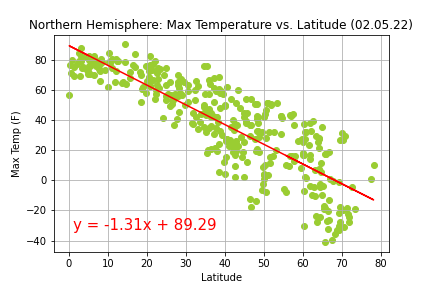 Northern Hemisphere: Max Temperature vs. Latitude (02.05.22)
Max Temp (F)
80
60
40
20
0
−20
−40
y = -1.31x + 89.29
0 10 20 30 40 50 60 70 80
Latitude